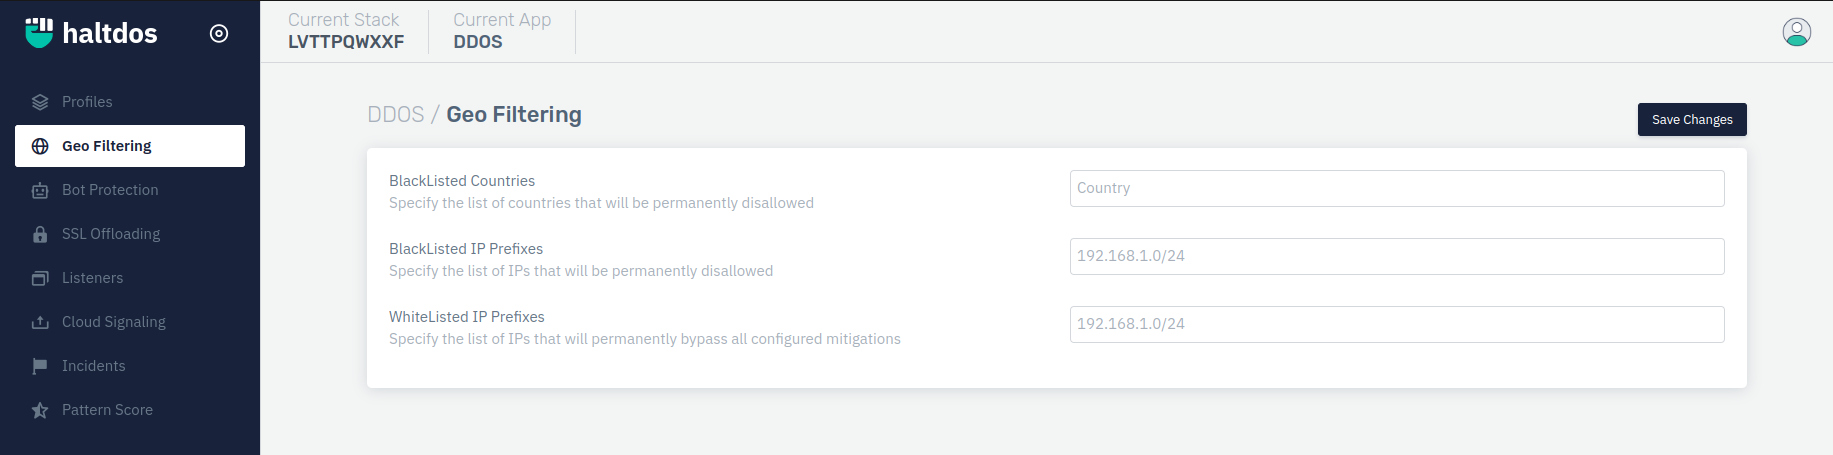 haltdos
Current Stack
LVTTPQWXXF
Current App
DDOS
Profiles
Geo Filtering
Bot Protection
SSL Offloading
Listeners
Cloud Signaling
Incidents
Pattern Score
DDOS / Geo Filtering
Save Changes
BlackListed Countries
Specify the list of countries that will be permanently disallowed
Country
BlackListed IP Prefixes
Specify the list of IPs that will be permanently disallowed
192.168.1.0/24
WhiteListed IP Prefixes
Specify the list of IPs that will permanently bypass all configured mitigations
192.168.1.0/24